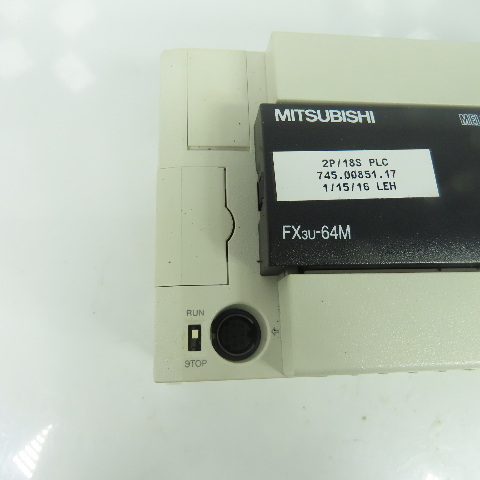 MITSUBISHI
2P/18S PLC
745.00851.17
1/15/16 LEH
FX3U-64M
RUN
STOP